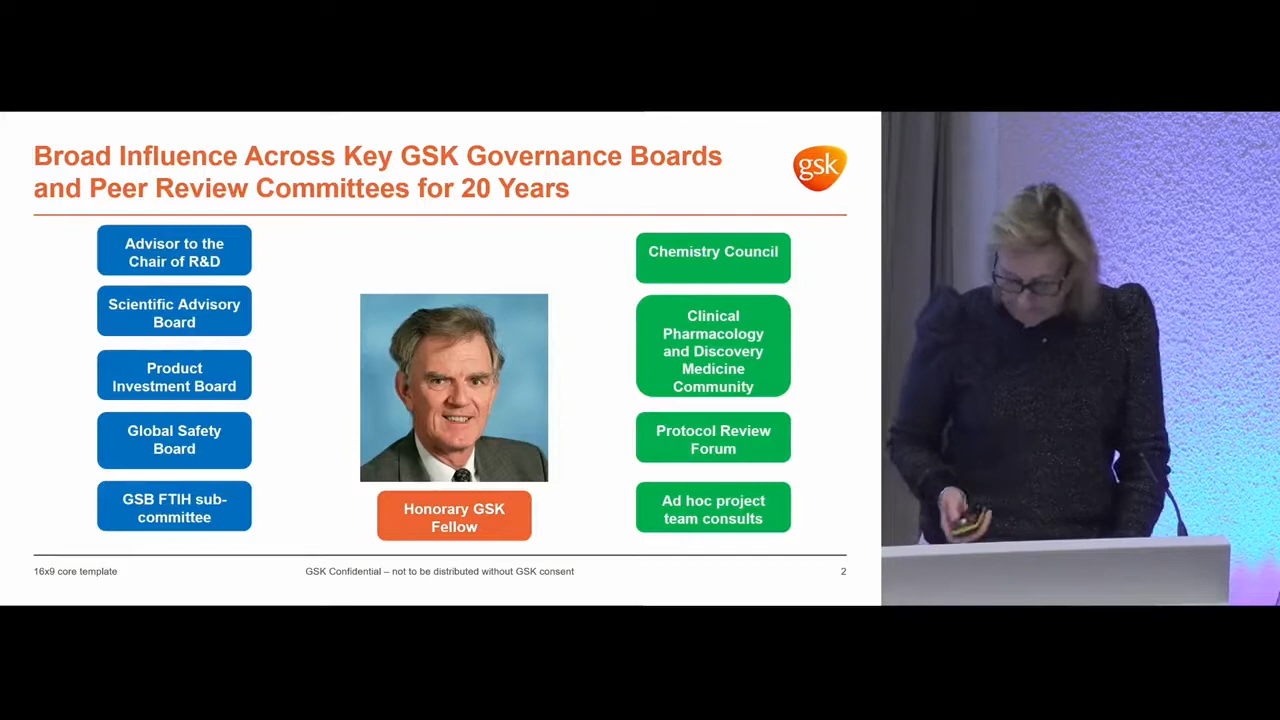 Broad Influence Across Key GSK Governance Boards
and Peer Review Committees for 20 Years
gsk
Advisor to the
Chair of R&D
Scientific Advisory
Board
Product
Investment Board
Global Safety
Board
GSB FTIH sub-
committee
Honorary GSK
Fellow
Chemistry Council
Clinical
Pharmacology
and Discovery
Medicine
Community
Protocol Review
Forum
Ad hoc project
team consults
16x9 core template
GSK Confidential – not to be distributed without GSK consent
2